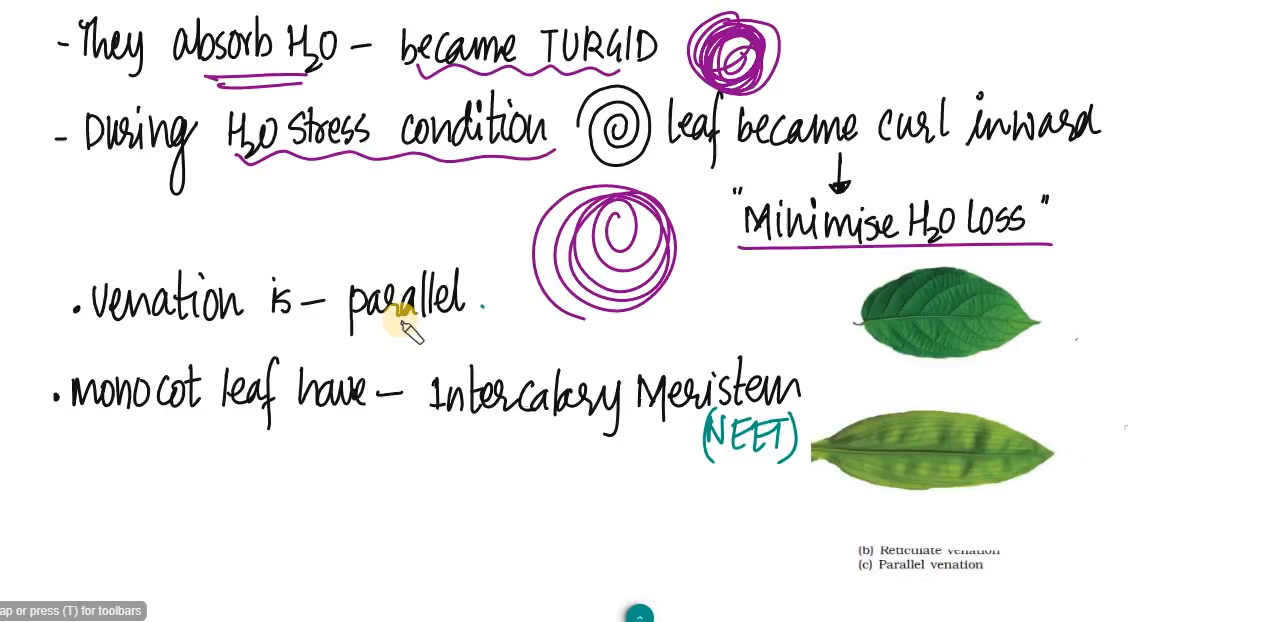 - They absorb H₂O - became TURGID
- During H₂O stress condition leaf became curl inward
"Minimise H₂O loss"
. venation is - parallel .
. monocot leaf have - Intercalary Meristem
(NEET)
(b) Reticulate venation
(c) Parallel venation
ap or press (T) for toolbars